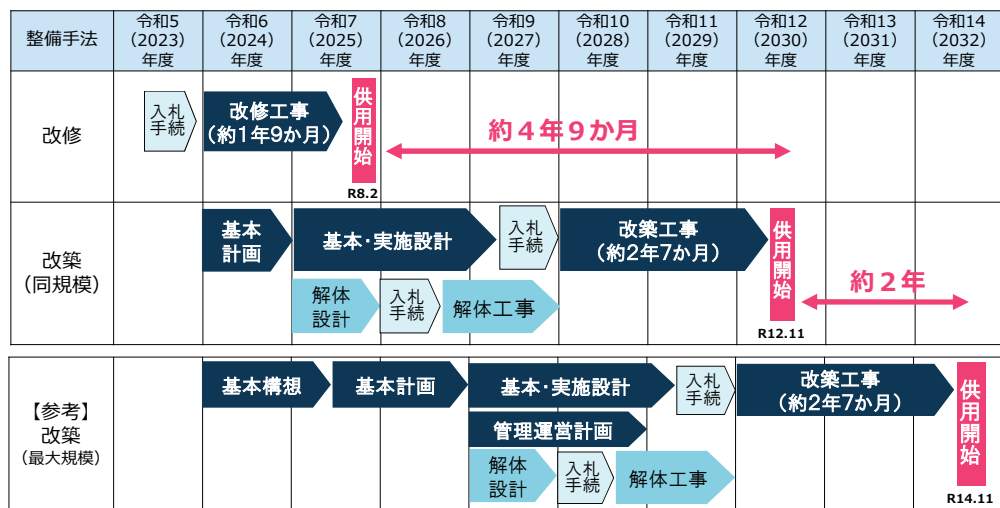 整備手法
令和5
(2023)
年度
令和6
(2024)
年度
令和7
(2025)
年度
令和8
(2026)
年度
令和9
(2027)
年度
令和10
(2028)
年度
令和11
(2029)
年度
令和12
(2030)
年度
令和13
(2031)
年度
令和14
(2032)
年度
改修
入札
手続
改修工事
(約1年9か月)
供用開始
R8.2
約4年9か月
改築
(同規模)
基本
計画
基本・実施設計
入札
手続
改築工事
(約2年7か月)
供用開始
R12.11
約2年
解体
設計
入札
手続
解体工事
【参考】
改築
(最大規模)
基本構想
基本計画
基本・実施設計
入札
手続
改築工事
(約2年7か月)
供用開始
R14.11
管理運営計画
解体
設計
入札
手続
解体工事